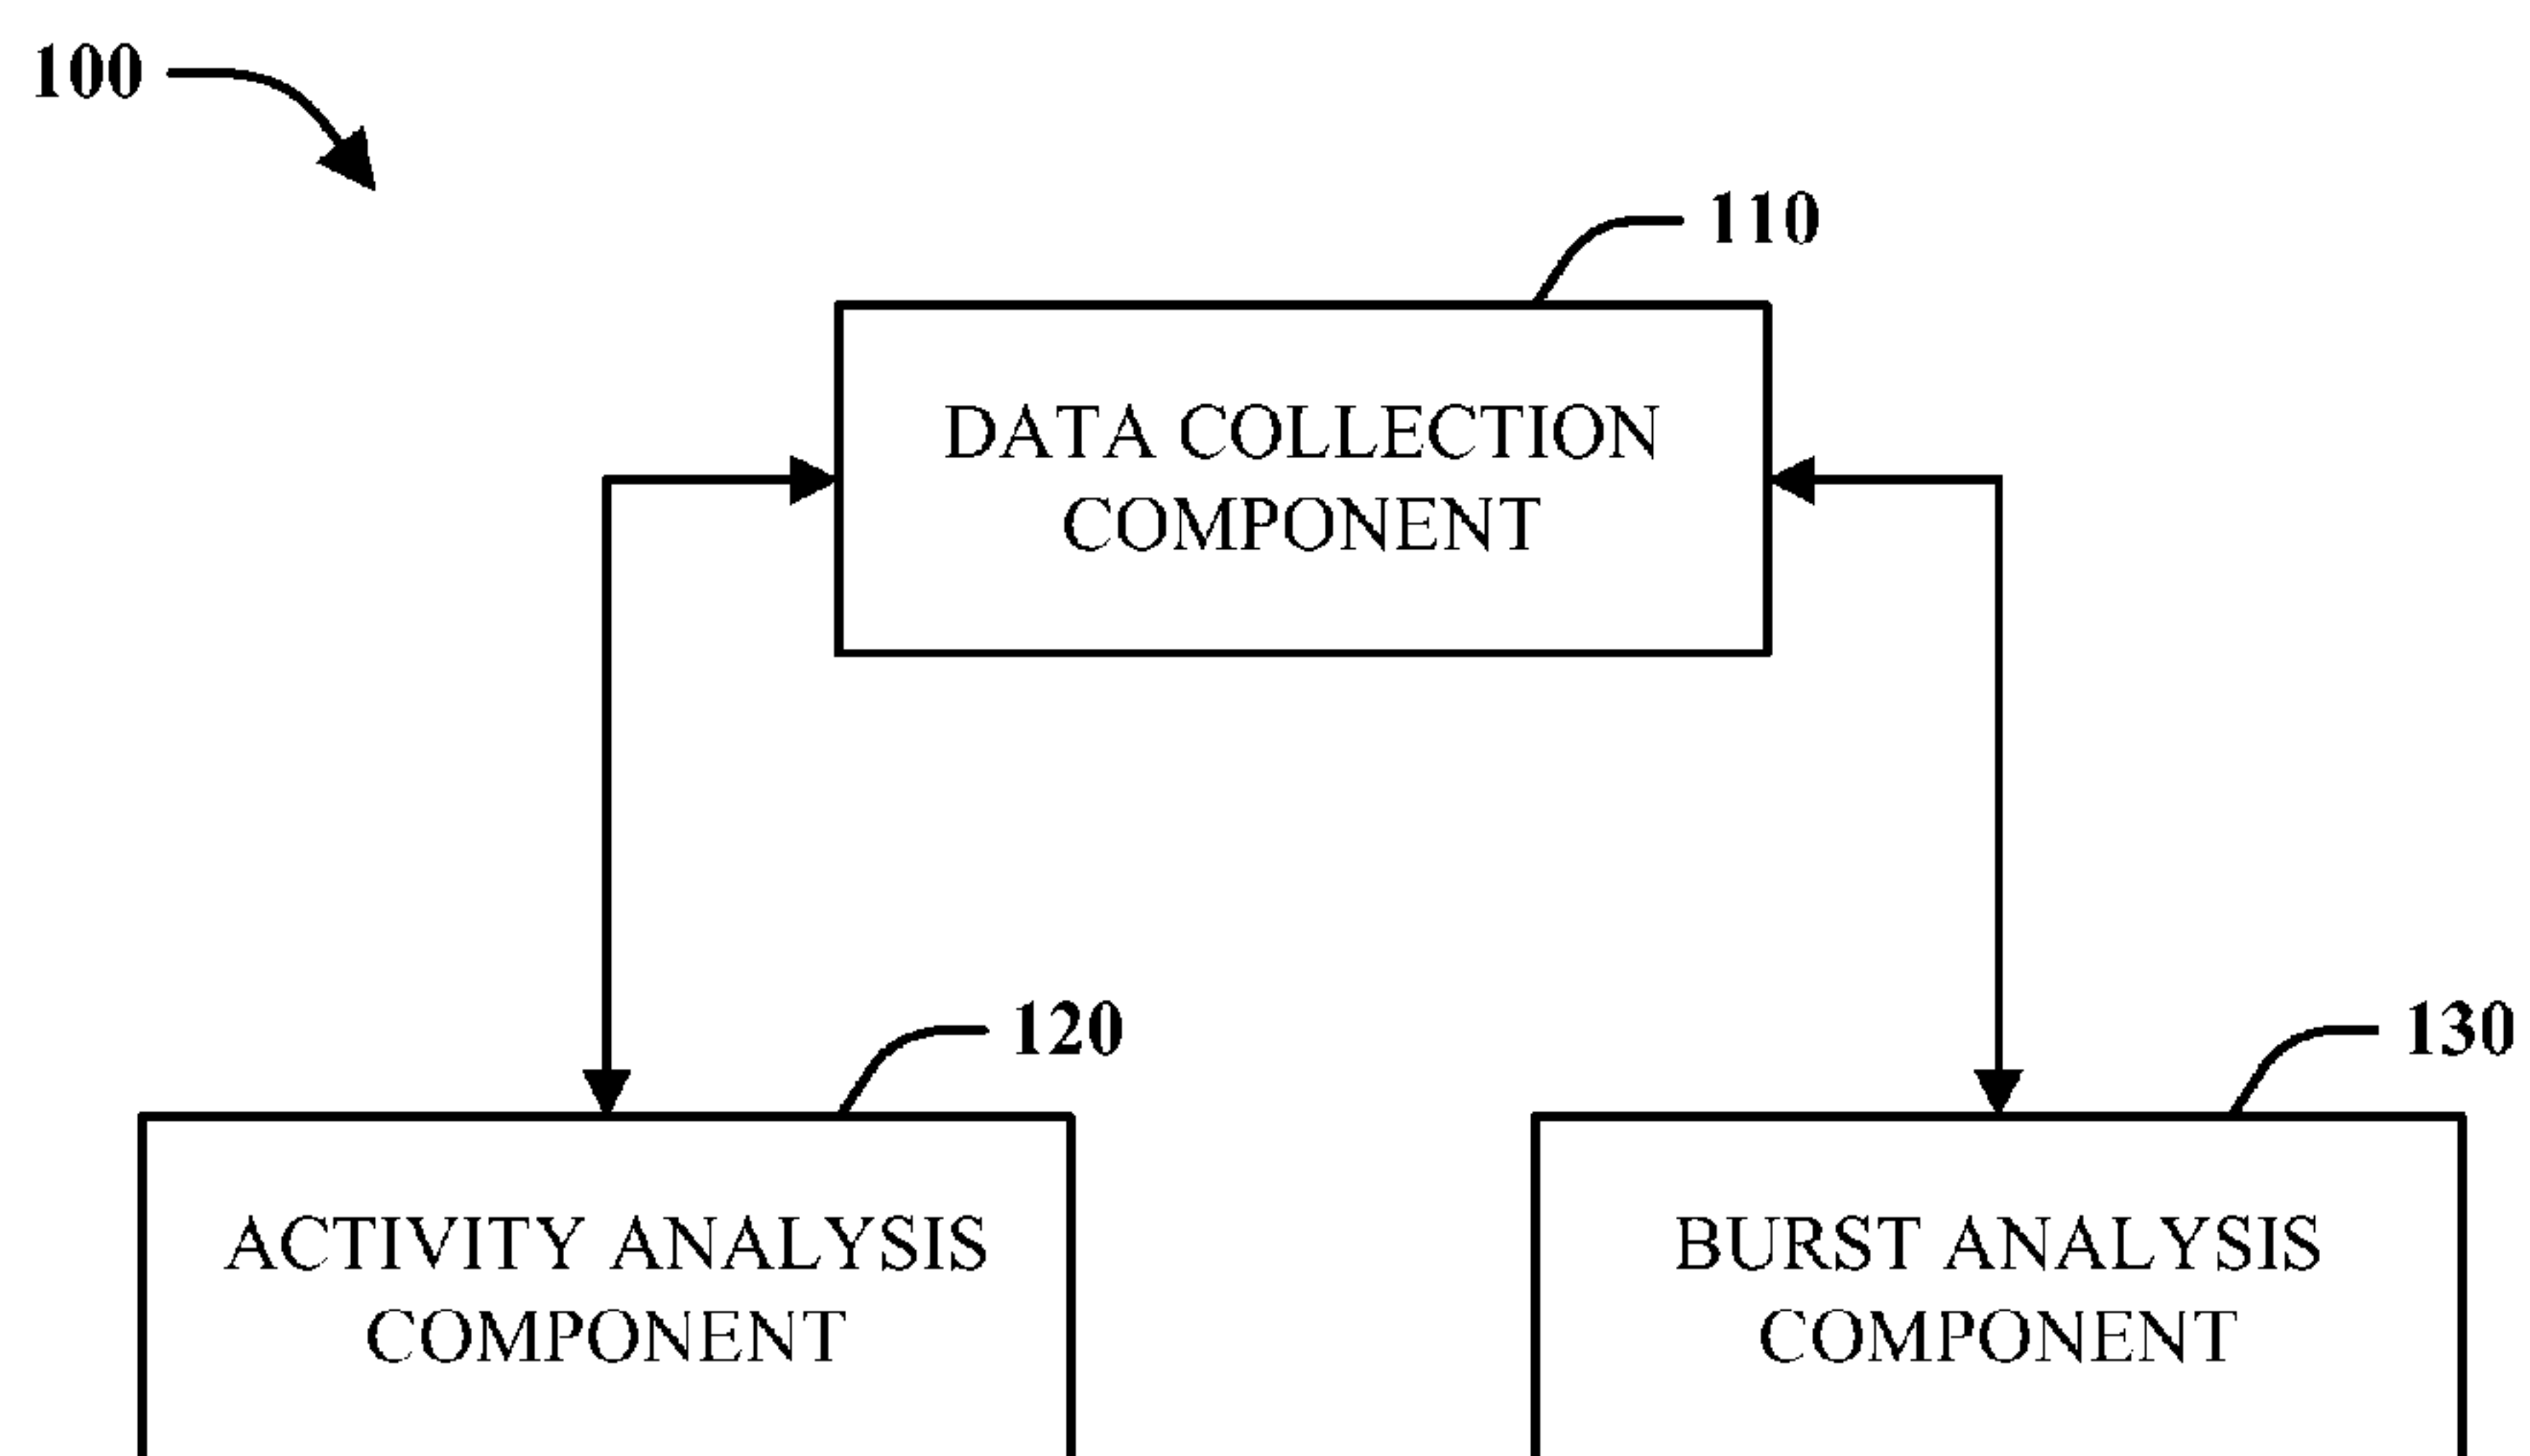 100
110
DATA COLLECTION
COMPONENT
120
130
ACTIVITY ANALYSIS
COMPONENT
BURST ANALYSIS
COMPONENT